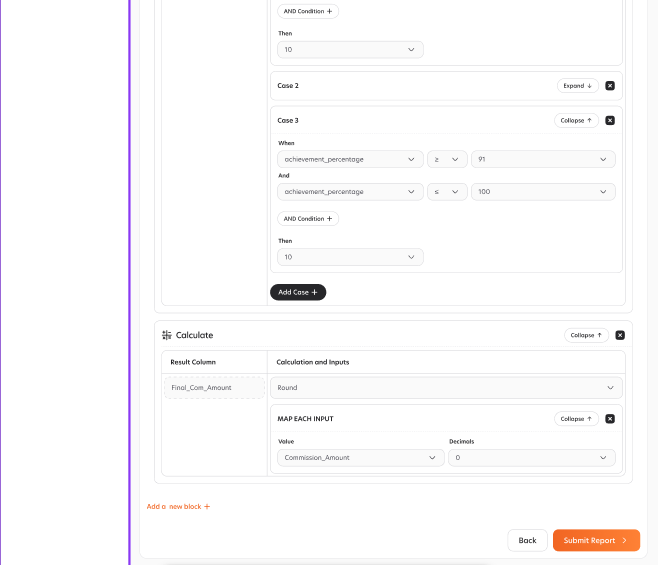 AND Condition +
Then
10
Case 2
Expand ↓
Case 3
Collapse ↑
When
achievement_percentage ≥ 91
And
achievement_percentage ≤ 100
AND Condition +
Then
10
Add Case +
Calculate
Collapse ↑
Result Column
Calculation and Inputs
Final_Com_Amount
Round
MAP EACH INPUT
Collapse ↑
Value
Decimals
Commission_Amount
0
Add a new block +
Back
Submit Report >